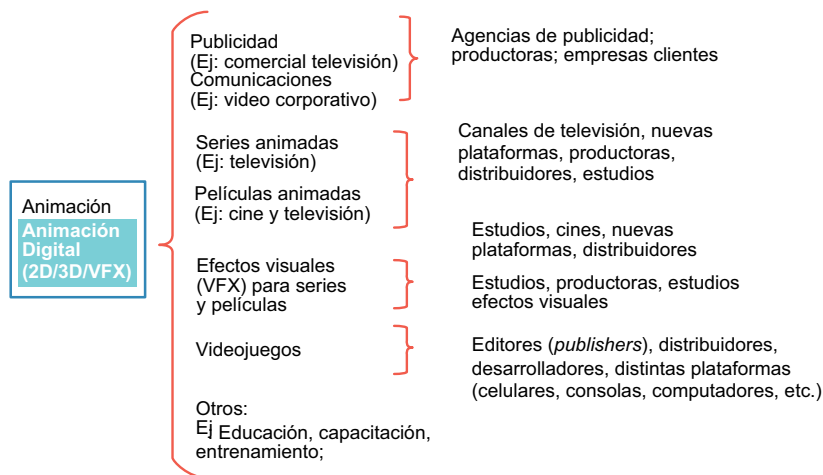 Animación
Animación
Digital
(2D/3D/VFX)
Publicidad
(Ej: comercial televisión)
Comunicaciones
(Ej: video corporativo)
Agencias de publicidad;
productoras; empresas clientes
Series animadas
(Ej: televisión)
Películas animadas
(Ej: cine y televisión)
Canales de televisión, nuevas
plataformas, productoras,
distribuidores, estudios
Estudios, cines, nuevas
plataformas, distribuidores
Efectos visuales
(VFX) para series
y películas
Estudios, productoras, estudios
efectos visuales
Videojuegos
Editores (publishers), distribuidores,
desarrolladores, distintas plataformas
(celulares, consolas, computadores, etc.)
Otros:
Ej Educación, capacitación,
entrenamiento;